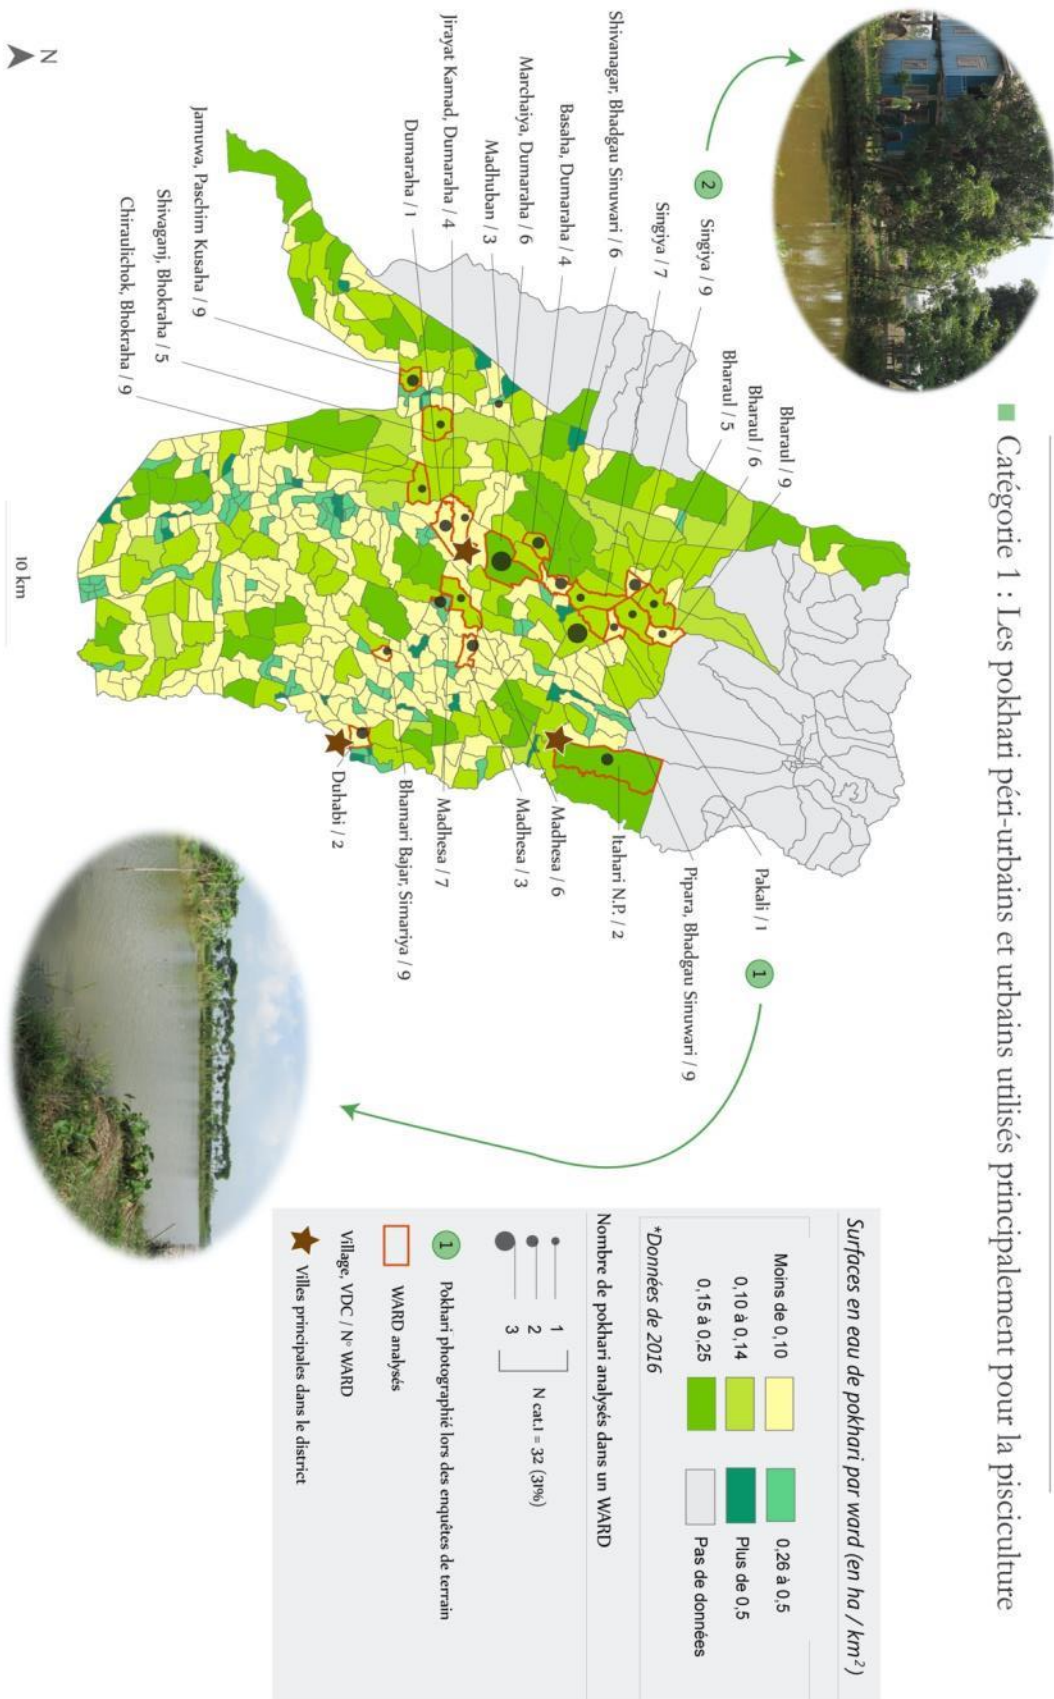 Catégorie 1 : Les pokhari péri-urbains et urbains utilisés principalement pour la pisciculture
2
1
Shivanagar, Bhadgau Sinuwari / 6
Basaha, Dumaraha / 4
Marchaiya, Dumaraha / 6
Madhuban / 3
Jirayat Kamad, Dumaraha / 4
Dumaraha / 1
Jamuwa, Paschim Kusaha / 9
Shivaganj, Bhokraha / 5
Chiraulichok, Bhokraha / 9
Singiya / 7
Singiya / 9
Bharaul / 5
Bharaul / 6
Bharaul / 9
Pakali / 1
Pipara, Bhadgau Sinuwari / 9
Itahari N.P. / 2
Madhesa / 6
Madhesa / 3
Madhesa / 7
Bhamari Bajar, Simariya / 9
Duhabi / 2
N
10 km
Surfaces en eau de pokhari par ward (en ha / km²)
Moins de 0,10
0,10 à 0,14
0,15 à 0,25
0,26 à 0,5
Plus de 0,5
Pas de données
*Données de 2016
Nombre de pokhari analysés dans un WARD
1
2
3
N cat.1 = 32 (31%)
1
Pokhari photographié lors des enquêtes de terrain
WARD analysés
Village, VDC / N° WARD
Villes principales dans le district